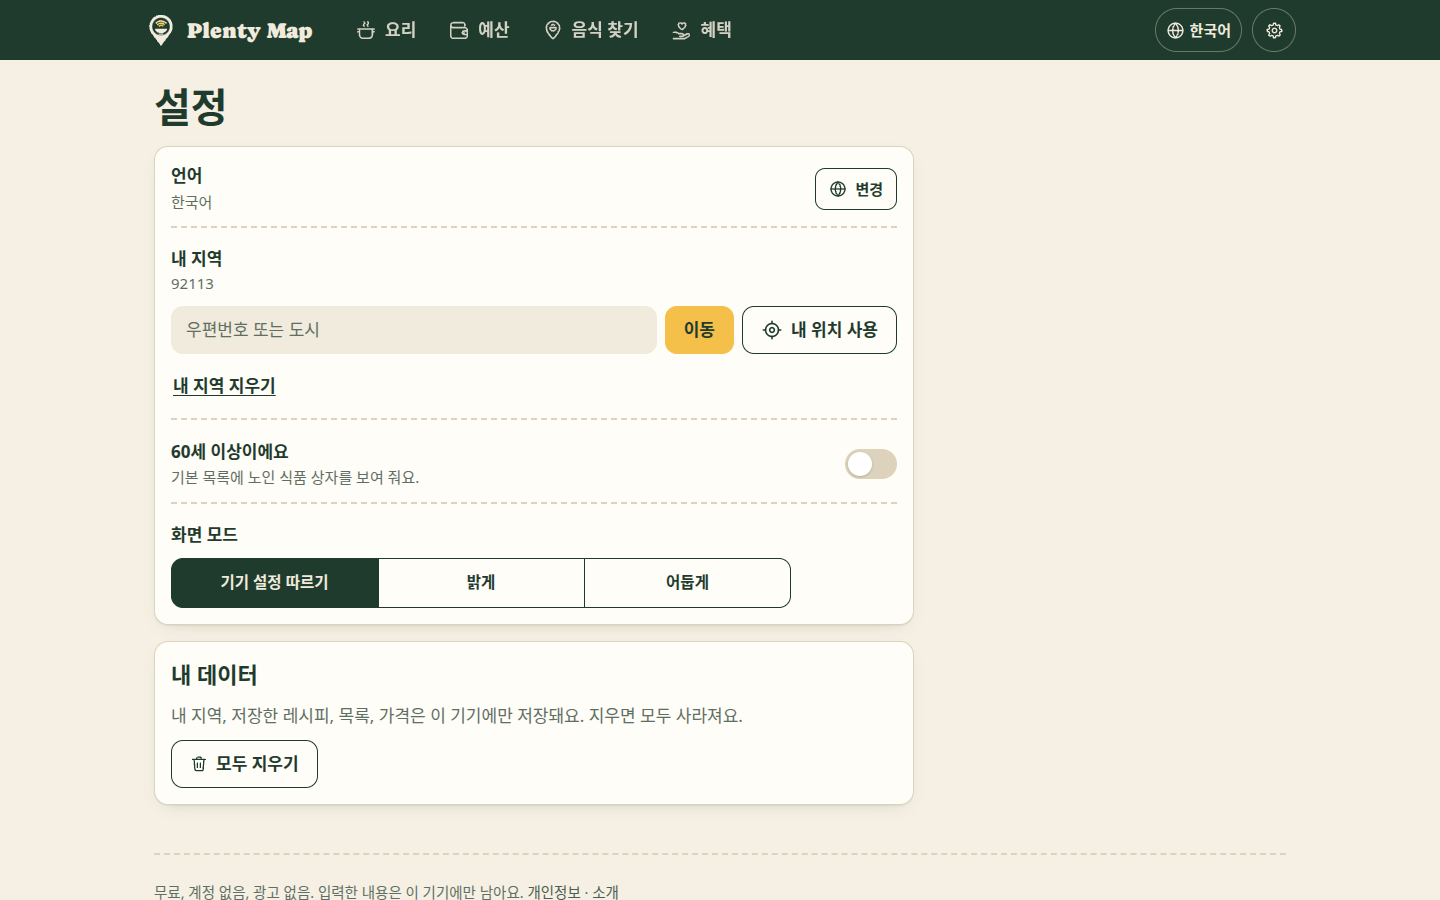 Plenty Map
요리
예산
음식 찾기
혜택
한국어
설정
언어
한국어
변경
내 지역
92113
우편번호 또는 도시
이동
내 위치 사용
내 지역 지우기
60세 이상이에요
기본 목록에 노인 식품 상자를 보여 줘요.
화면 모드
기기 설정 따르기
밝게
어둡게
내 데이터
내 지역, 저장한 레시피, 목록, 가격은 이 기기에만 저장돼요. 지우면 모두 사라져요.
모두 지우기
무료, 계정 없음, 광고 없음. 입력한 내용은 이 기기에만 남아요. 개인정보 · 소개